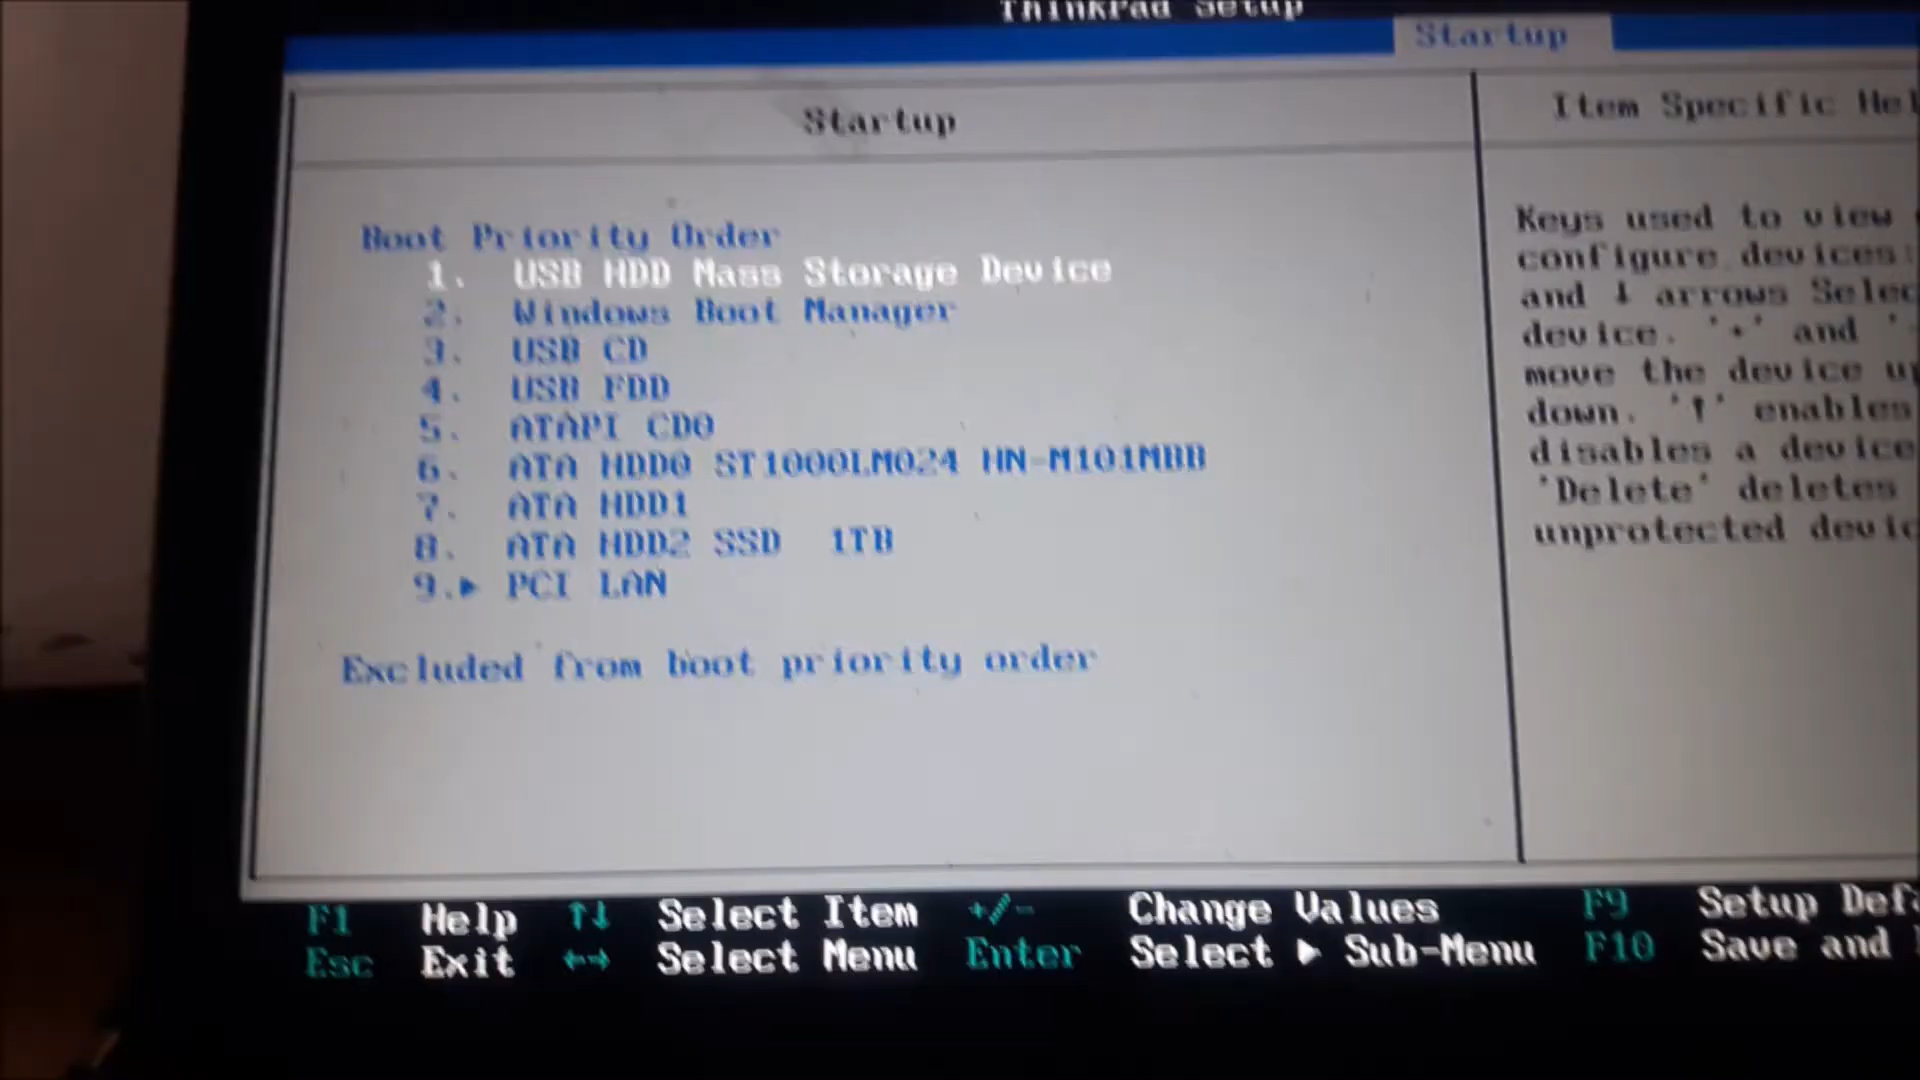 ThinkPad Setup
Startup
Startup
Item Specific Hel
Boot Priority Order
1. USB HDD Mass Storage Device
2. Windows Boot Manager
3. USB CD
4. USB FDD
5. ATAPI CD0
6. ATA HDD0 ST1000LM024 HN-M101MBB
7. ATA HDD1
8. ATA HDD2 SSD 1TB
9.▶ PCI LAN
Excluded from boot priority order
Keys used to view
configure devices:
and ↓ arrows Selec
device. '+' and '-
move the device up
down. '!' enables
disables a device
'Delete' deletes
unprotected devic
F1 Help ↑↓ Select Item +/- Change Values F9 Setup Defa
Esc Exit ←→ Select Menu Enter Select ▶ Sub-Menu F10 Save and